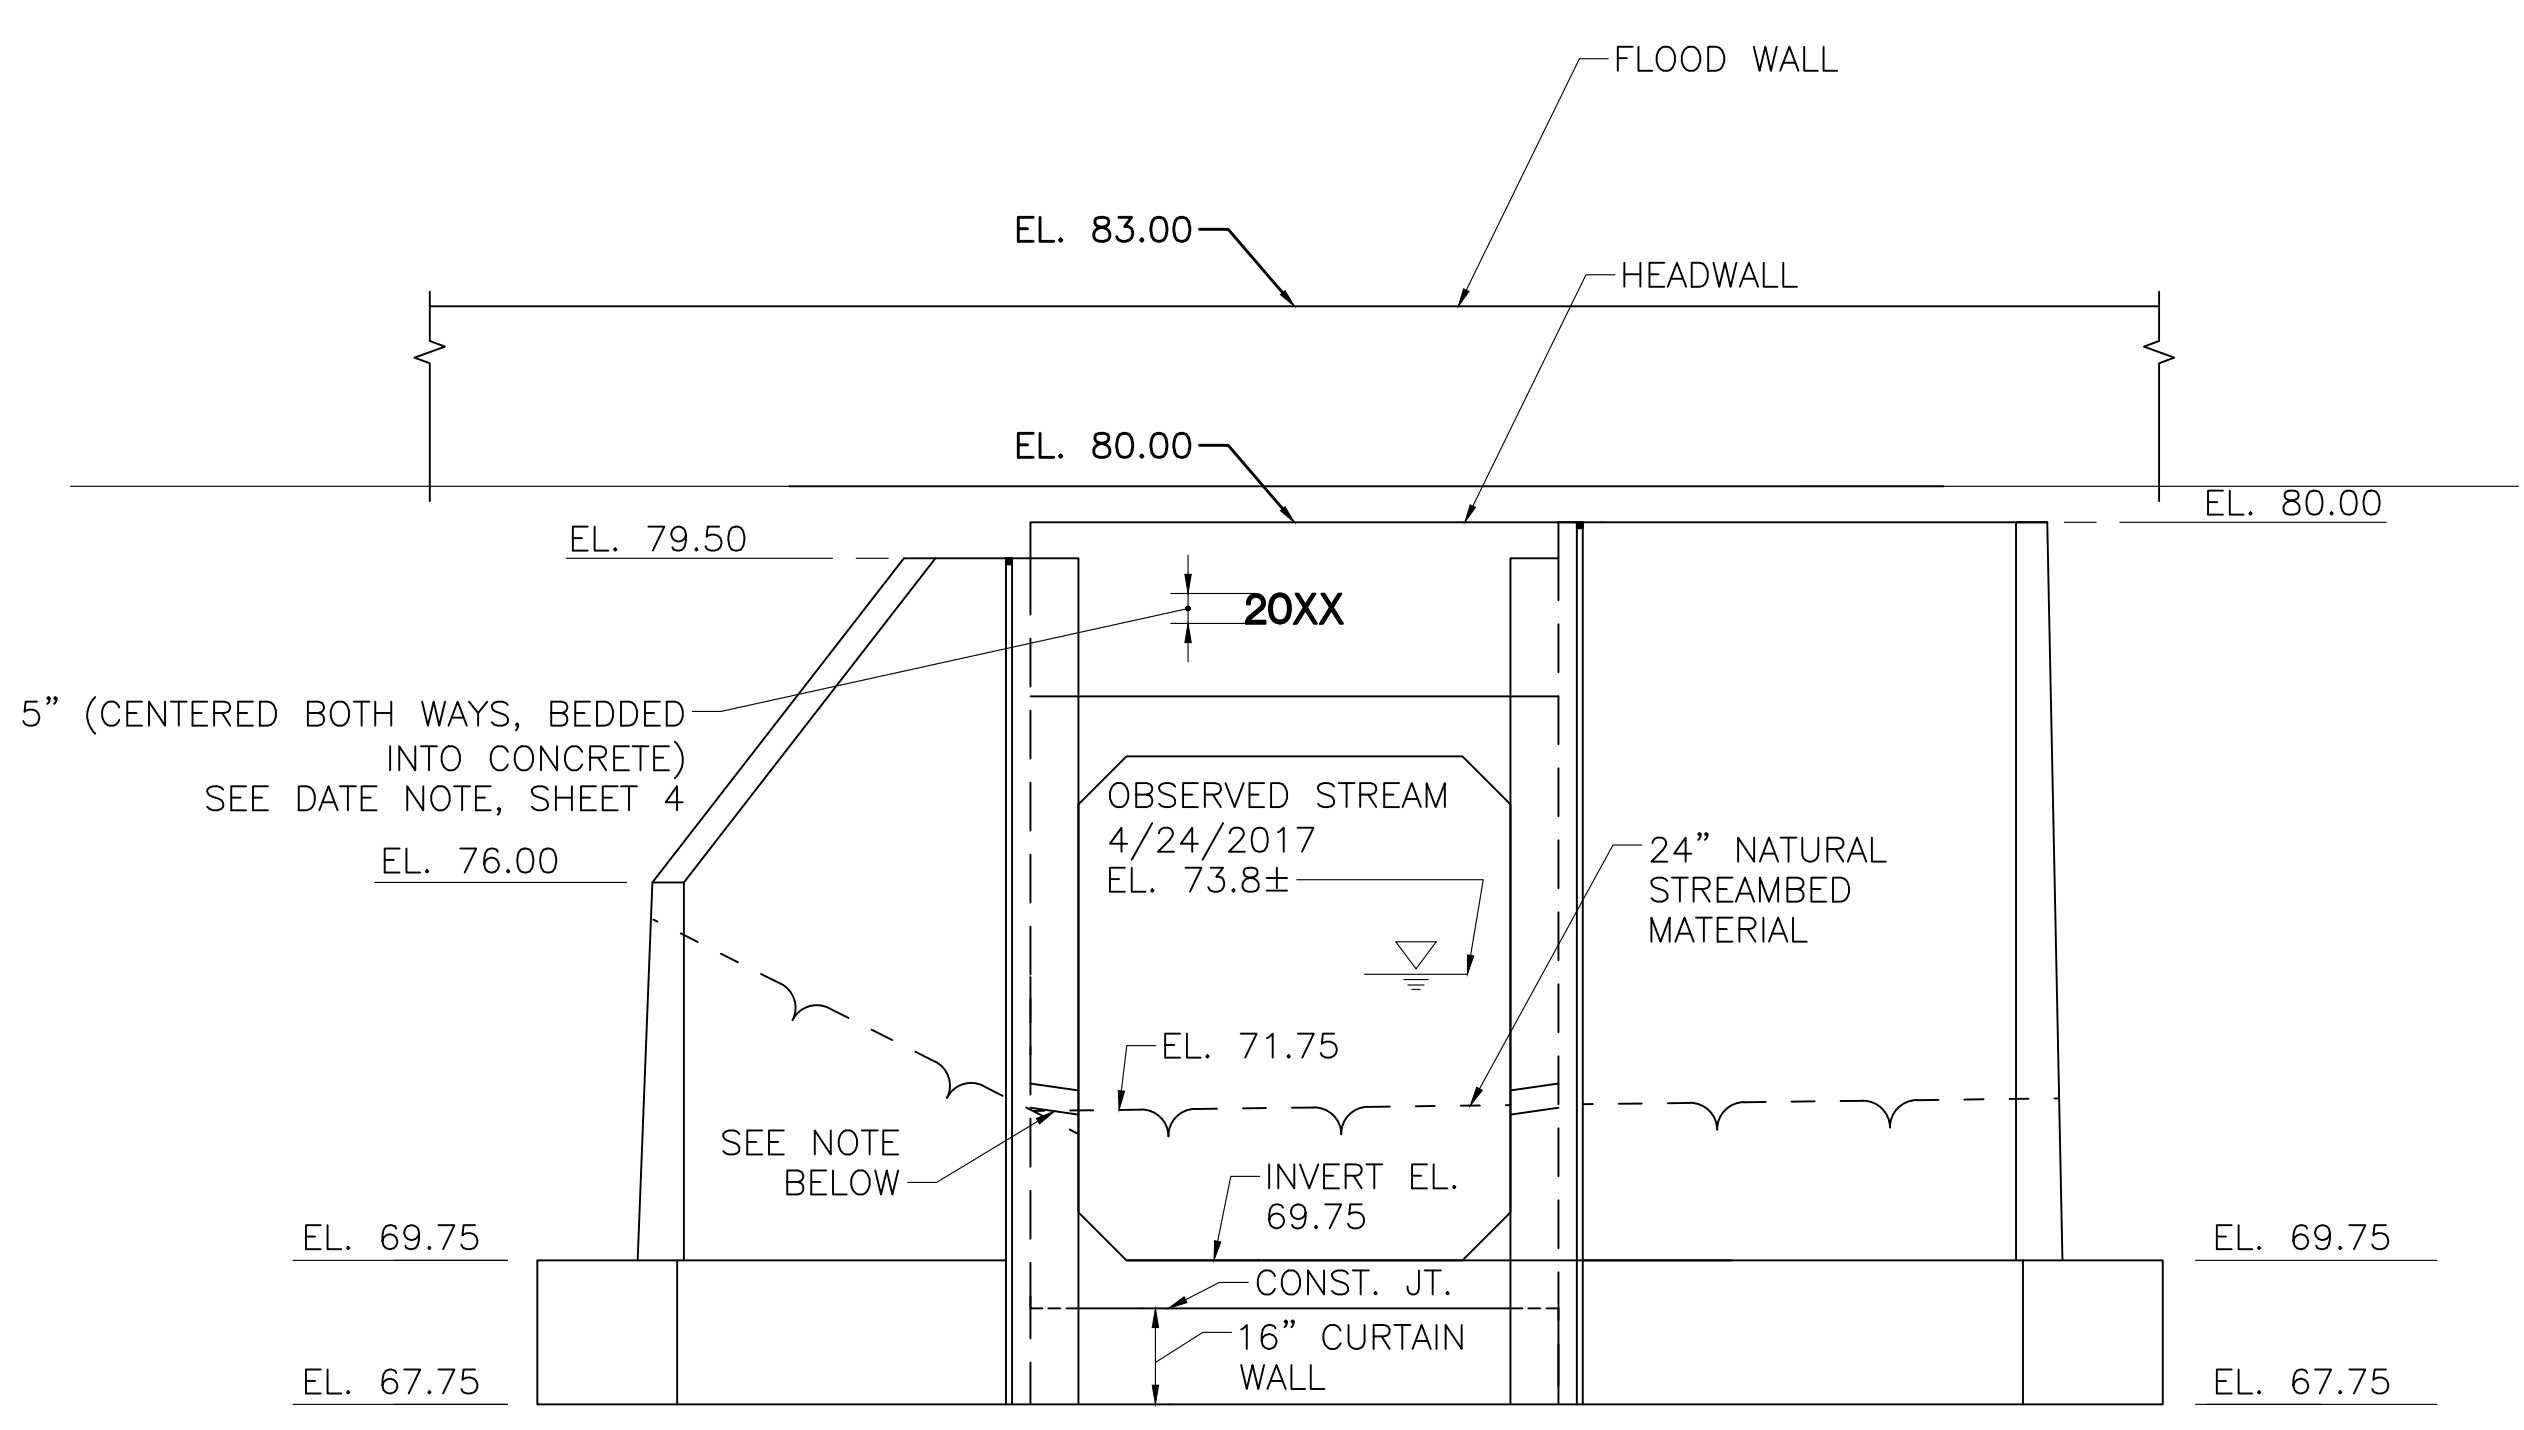 FLOOD WALL
EL. 83.00
HEADWALL
EL. 80.00
EL. 80.00
EL. 79.50
20XX
5” (CENTERED BOTH WAYS, BEDDED
INTO CONCRETE)
SEE DATE NOTE, SHEET 4
OBSERVED STREAM
4/24/2017
EL. 73.8±
24” NATURAL
STREAMBED
MATERIAL
EL. 76.00
EL. 71.75
SEE NOTE
BELOW
INVERT EL.
69.75
EL. 69.75
EL. 69.75
CONST. JT.
16” CURTAIN
WALL
EL. 67.75
EL. 67.75